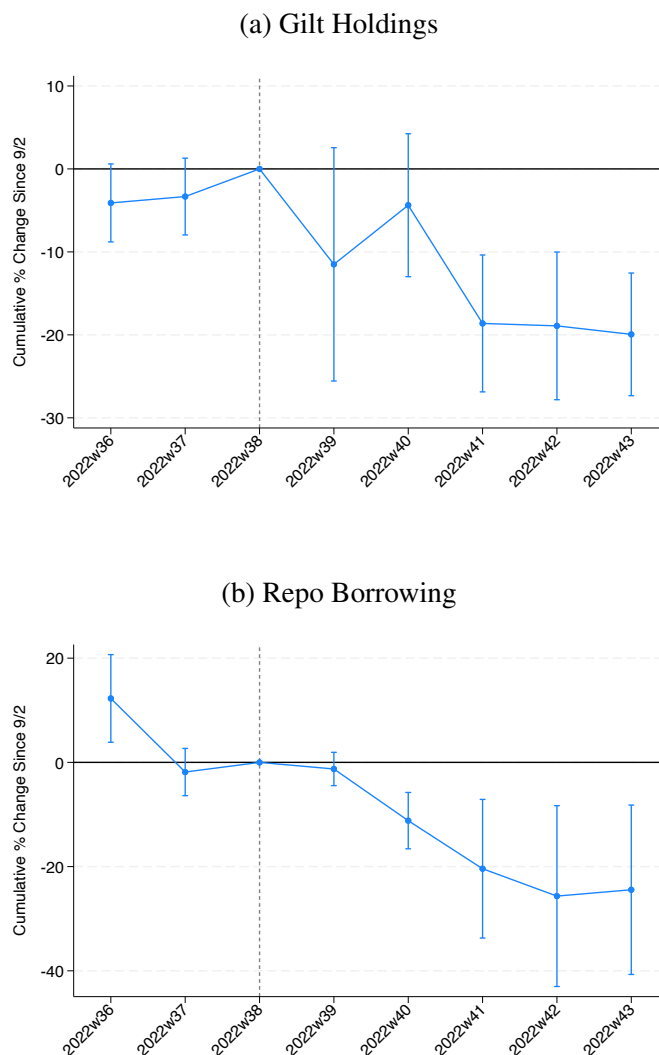 (a) Gilt Holdings
Cumulative % Change Since 9/2
10
0
-10
-20
-30
2022w36
2022w37
2022w38
2022w39
2022w40
2022w41
2022w42
2022w43
(b) Repo Borrowing
Cumulative % Change Since 9/2
20
0
-20
-40
2022w36
2022w37
2022w38
2022w39
2022w40
2022w41
2022w42
2022w43